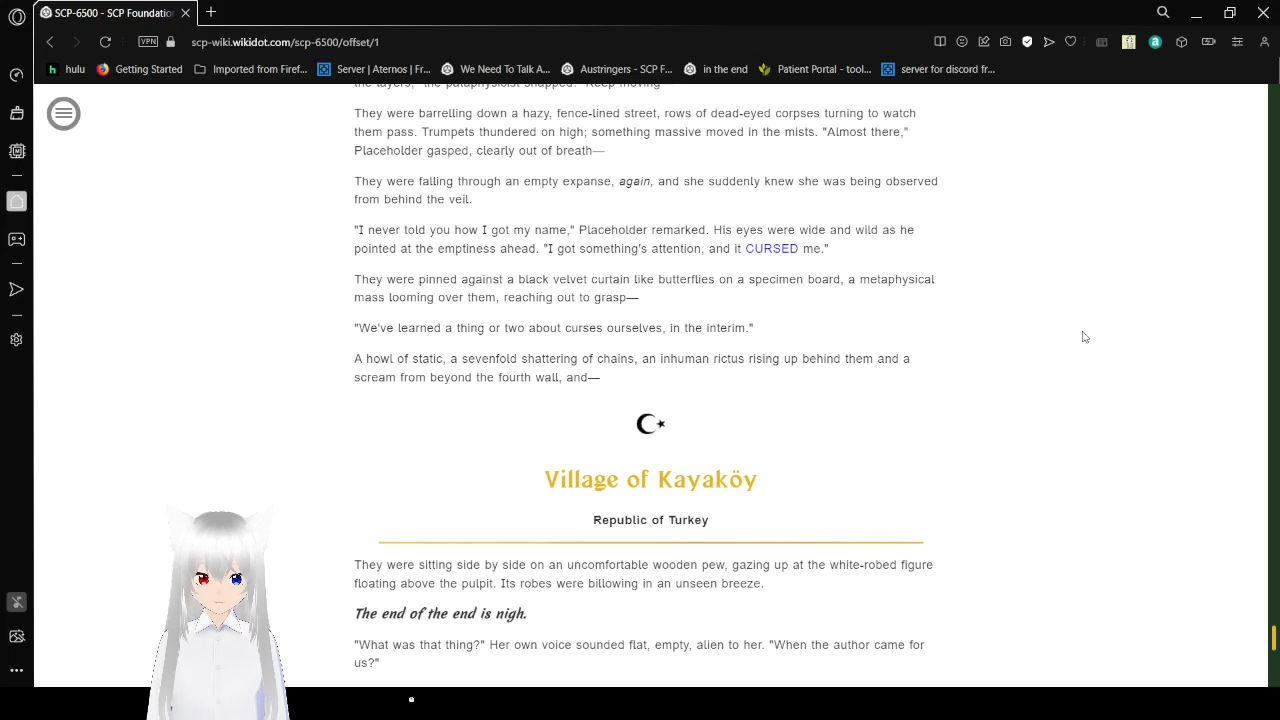 SCP-6500 - SCP Foundatio
scp-wiki.wikidot.com/scp-6500/offset/1
VPN
hulu
Getting Started
Imported from Firef...
Server | Aternos | Fr...
We Need To Talk A...
Austringers - SCP F...
in the end
Patient Portal - tool...
server for discord fr...
the layers," the pataphysicist snapped. "Keep moving—"
They were barrelling down a hazy, fence-lined street, rows of dead-eyed corpses turning to watch
them pass. Trumpets thundered on high; something massive moved in the mists. "Almost there,"
Placeholder gasped, clearly out of breath—
They were falling through an empty expanse, again, and she suddenly knew she was being observed
from behind the veil.
"I never told you how I got my name," Placeholder remarked. His eyes were wide and wild as he
pointed at the emptiness ahead. "I got something's attention, and it CURSED me."
They were pinned against a black velvet curtain like butterflies on a specimen board, a metaphysical
mass looming over them, reaching out to grasp—
"We've learned a thing or two about curses ourselves, in the interim."
A howl of static, a sevenfold shattering of chains, an inhuman rictus rising up behind them and a
scream from beyond the fourth wall, and—
Village of Kayaköy
Republic of Turkey
They were sitting side by side on an uncomfortable wooden pew, gazing up at the white-robed figure
floating above the pulpit. Its robes were billowing in an unseen breeze.
The end of the end is nigh.
"What was that thing?" Her own voice sounded flat, empty, alien to her. "When the author came for
us?"